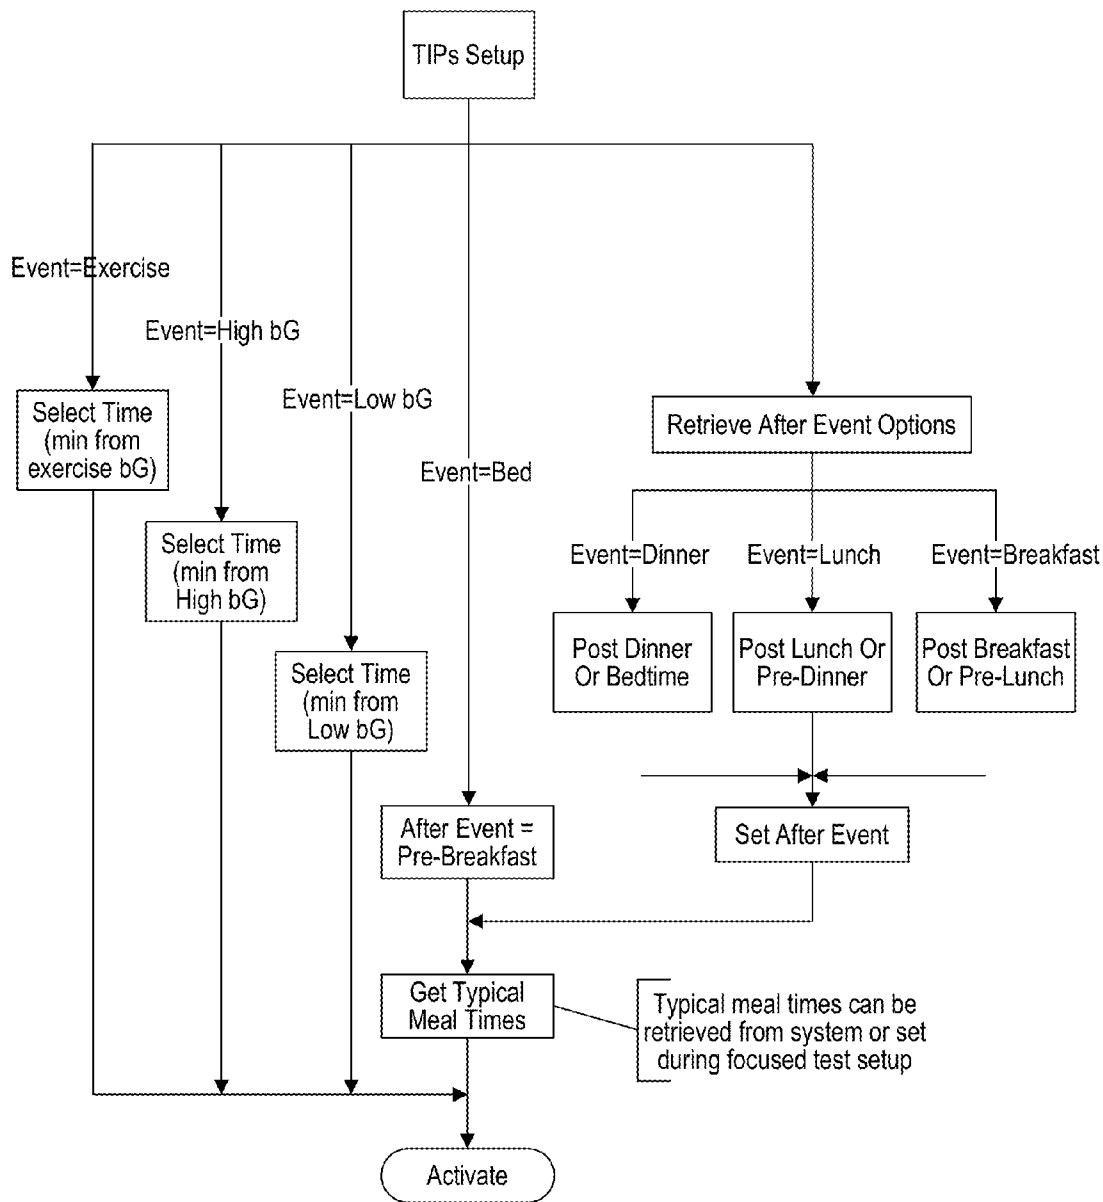 TIPs Setup
Event=Exercise
Event=High bG
Select Time
(min from
exercise bG)
Event=Low bG
Retrieve After Event Options
Event=Bed
Select Time
(min from
High bG)
Event=Dinner
Event=Lunch
Event=Breakfast
Post Dinner
Or Bedtime
Post Lunch Or
Pre-Dinner
Post Breakfast
Or Pre-Lunch
Select Time
(min from
Low bG)
After Event =
Pre-Breakfast
Set After Event
Get Typical
Meal Times
Typical meal times can be
retrieved from system or set
during focused test setup
Activate